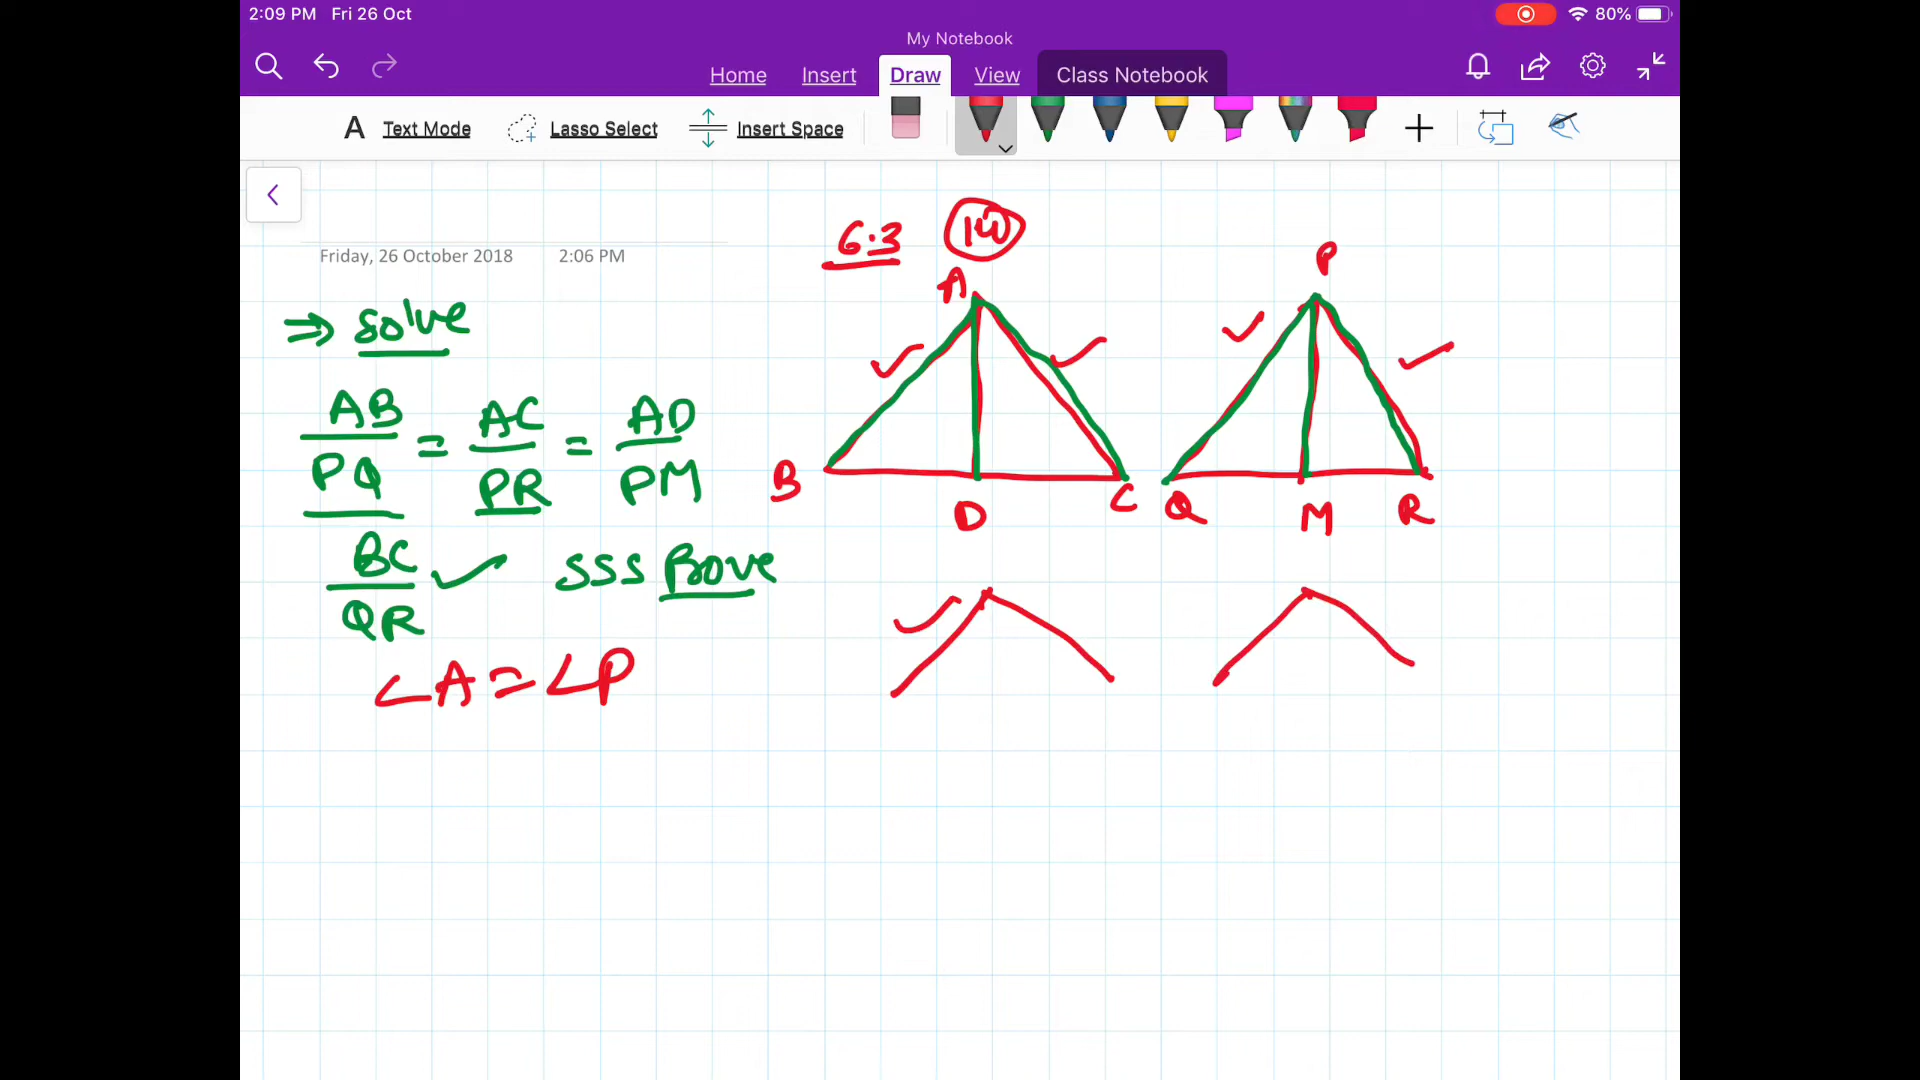 2:09 PM Fri 26 Oct
80%
My Notebook
Home Insert Draw View Class Notebook
A Text Mode Lasso Select Insert Space
Friday, 26 October 2018 2:06 PM
6.3
⇒ solve
AB/PQ = AC/PR = AD/PM
BC/QR ✓ SSS Prove
∠A = ∠P
A
B
D
C
P
Q
M
R